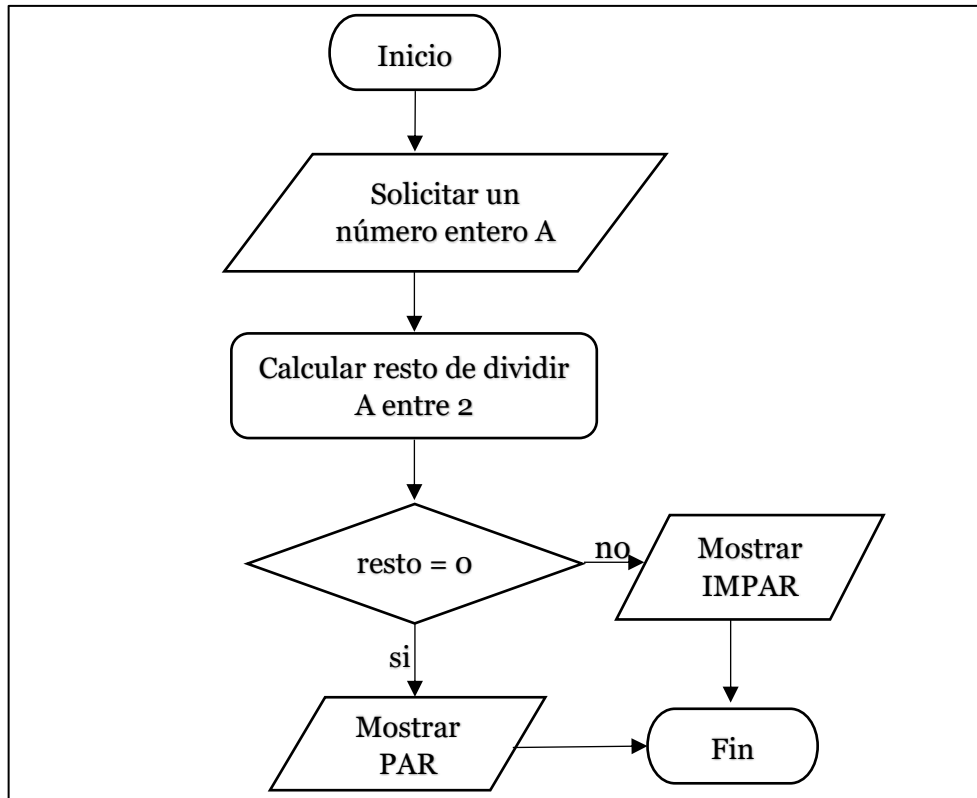 Inicio
Solicitar un
número entero A
Calcular resto de dividir
A entre 2
resto = 0
no
Mostrar
IMPAR
si
Mostrar
PAR
Fin